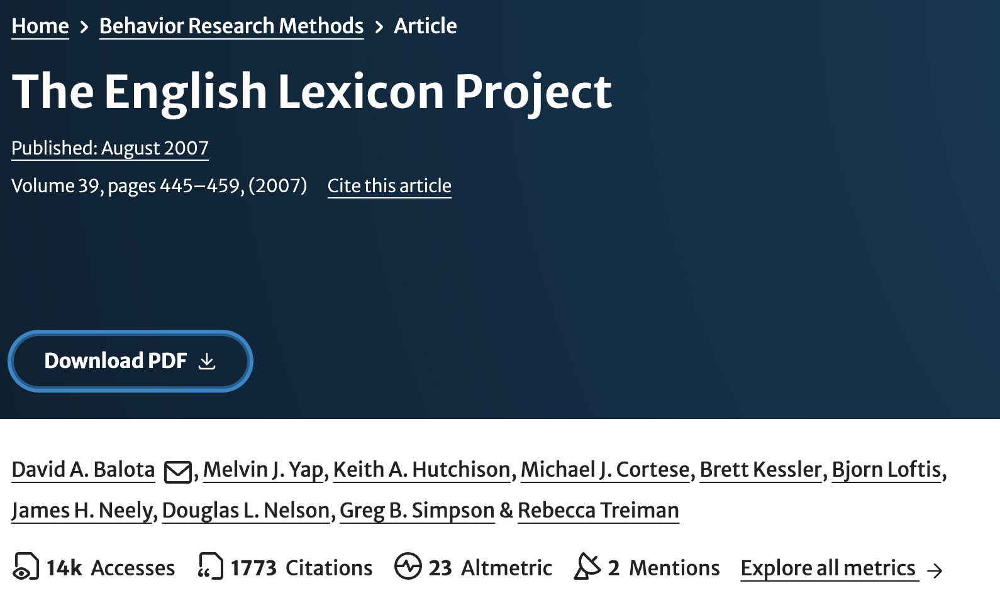 Home > Behavior Research Methods > Article
The English Lexicon Project
Published: August 2007
Volume 39, pages 445–459, (2007) Cite this article
Download PDF
David A. Balota, Melvin J. Yap, Keith A. Hutchison, Michael J. Cortese, Brett Kessler, Bjorn Loftis,
James H. Neely, Douglas L. Nelson, Greg B. Simpson & Rebecca Treiman
14k Accesses 1773 Citations 23 Altmetric 2 Mentions Explore all metrics →